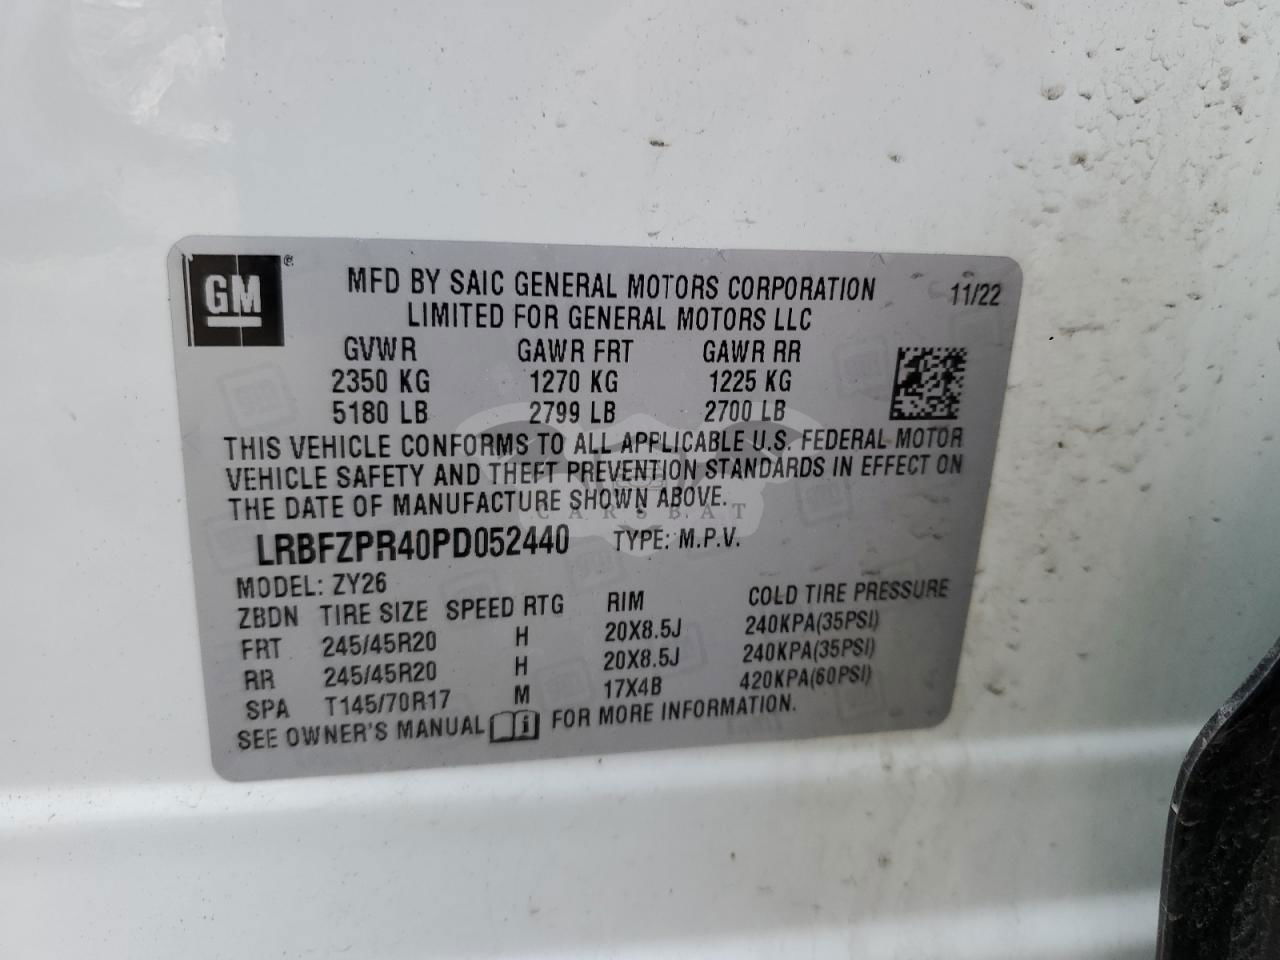 GM
MFD BY SAIC GENERAL MOTORS CORPORATION 11/22
LIMITED FOR GENERAL MOTORS LLC
GVWR GAWR FRT GAWR RR
2350 KG 1270 KG 1225 KG
5180 LB 2799 LB 2700 LB
THIS VEHICLE CONFORMS TO ALL APPLICABLE U.S. FEDERAL MOTOR
VEHICLE SAFETY AND THEFT PREVENTION STANDARDS IN EFFECT ON
THE DATE OF MANUFACTURE SHOWN ABOVE.
CARSBAT
LRBFZPR40PD052440 TYPE: M.P.V.
MODEL: ZY26
ZBDN TIRE SIZE SPEED RTG RIM COLD TIRE PRESSURE
FRT 245/45R20 H 20X8.5J 240KPA(35PSI)
RR 245/45R20 H 20X8.5J 240KPA(35PSI)
SPA T145/70R17 M 17X4B 420KPA(60PSI)
SEE OWNER'S MANUAL FOR MORE INFORMATION.